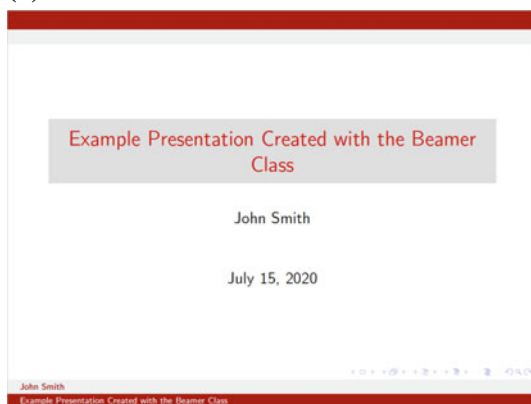 Example Presentation Created with the Beamer
Class
John Smith
July 15, 2020
John Smith
Example Presentation Created with the Beamer Class